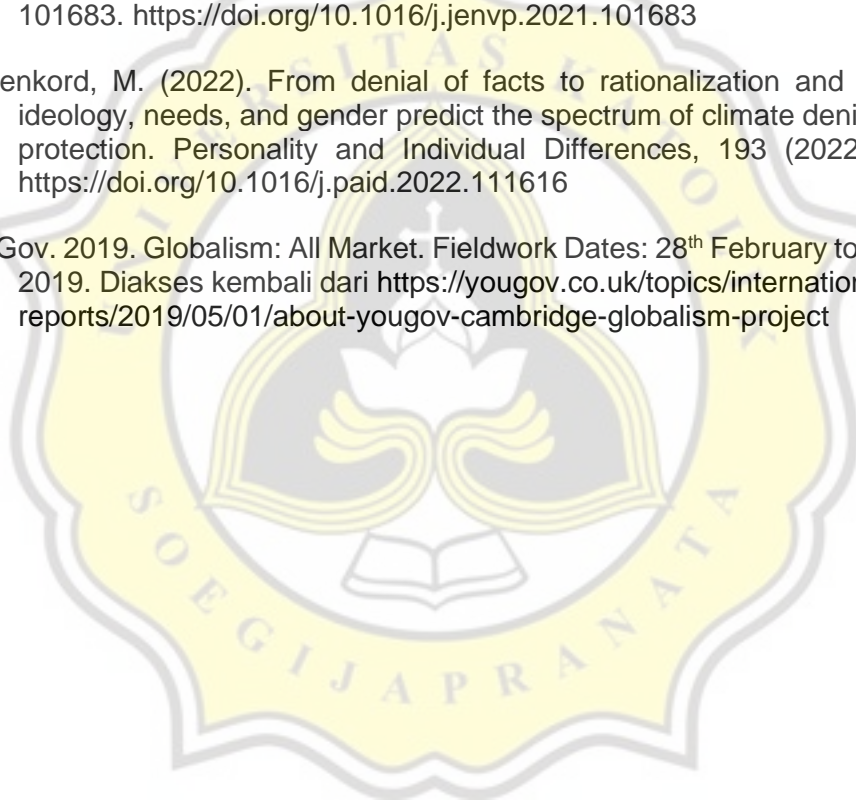 101683. https://doi.org/10.1016/j.jenvp.2021.101683
enkord, M. (2022). From denial of facts to rationalization and
ideology, needs, and gender predict the spectrum of climate deni
protection. Personality and Individual Differences, 193 (2022
https://doi.org/10.1016/j.paid.2022.111616
Gov. 2019. Globalism: All Market. Fieldwork Dates: 28th February to
2019. Diakses kembali dari https://yougov.co.uk/topics/internation
reports/2019/05/01/about-yougov-cambridge-globalism-project
UNIVERSITAS KATOLIK
SOEGIJAPRANATA